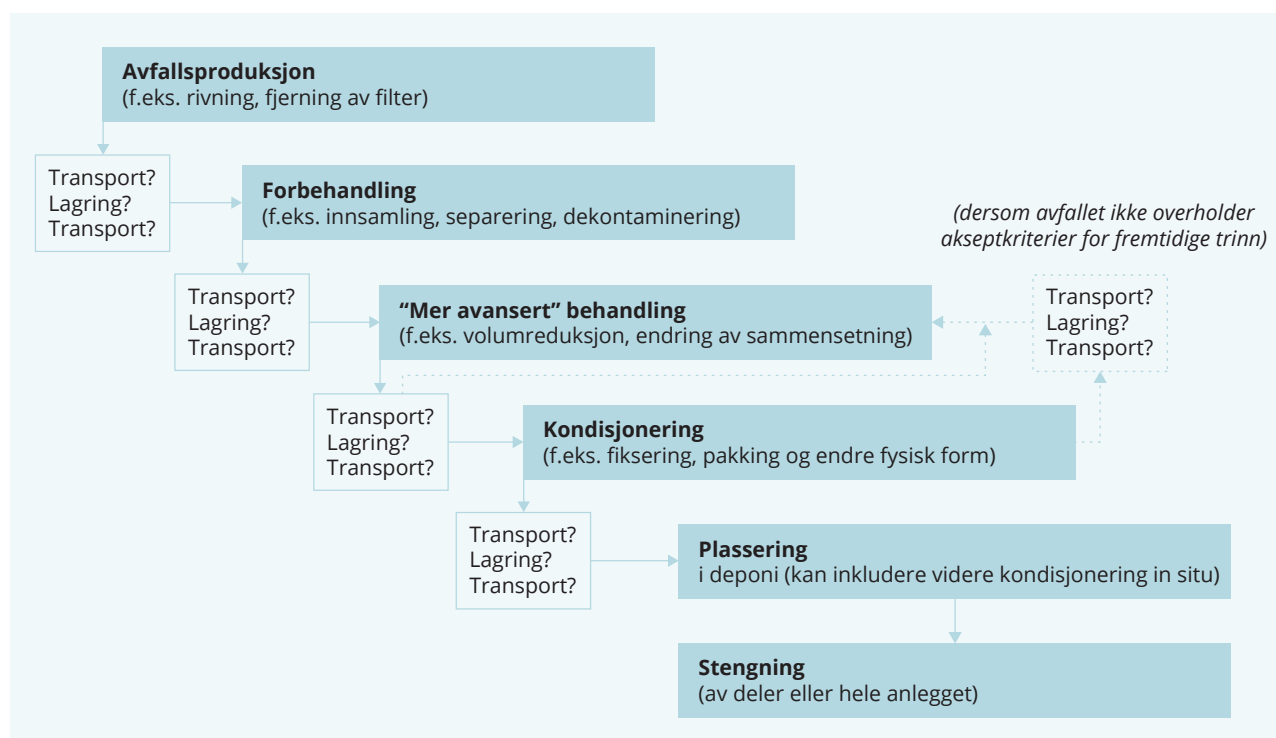 Avfallsproduksjon
(f.eks. rivning, fjerning av filter)
Transport?
Lagring?
Transport?
Forbehandling
(f.eks. innsamling, separering, dekontaminering)
(dersom avfallet ikke overholder
akseptkriterier for fremtidige trinn)
Transport?
Lagring?
Transport?
“Mer avansert” behandling
(f.eks. volumreduksjon, endring av sammensetning)
Transport?
Lagring?
Transport?
Transport?
Lagring?
Transport?
Kondisjonering
(f.eks. fiksering, pakking og endre fysisk form)
Transport?
Lagring?
Transport?
Plassering
i deponi (kan inkludere videre kondisjonering in situ)
Stengning
(av deler eller hele anlegget)